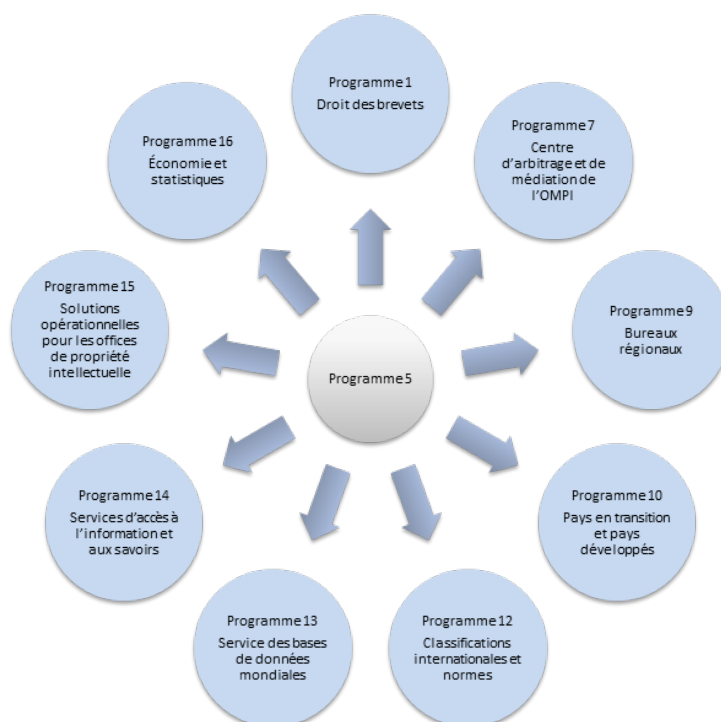 Programme 1
Droit des brevets
Programme 7
Centre
d'arbitrage et de
médiation de
l'OMPI
Programme 9
Bureaux
régionaux
Programme 10
Pays en transition
et pays
développés
Programme 12
Classifications
internationales et
normes
Programme 13
Service des bases
de données
mondiales
Programme 14
Services d'accès à
l'information et
aux savoirs
Programme 15
Solutions
opérationnelles
pour les offices
de propriété
intellectuelle
Programme 16
Économie et
statistiques
Programme 5